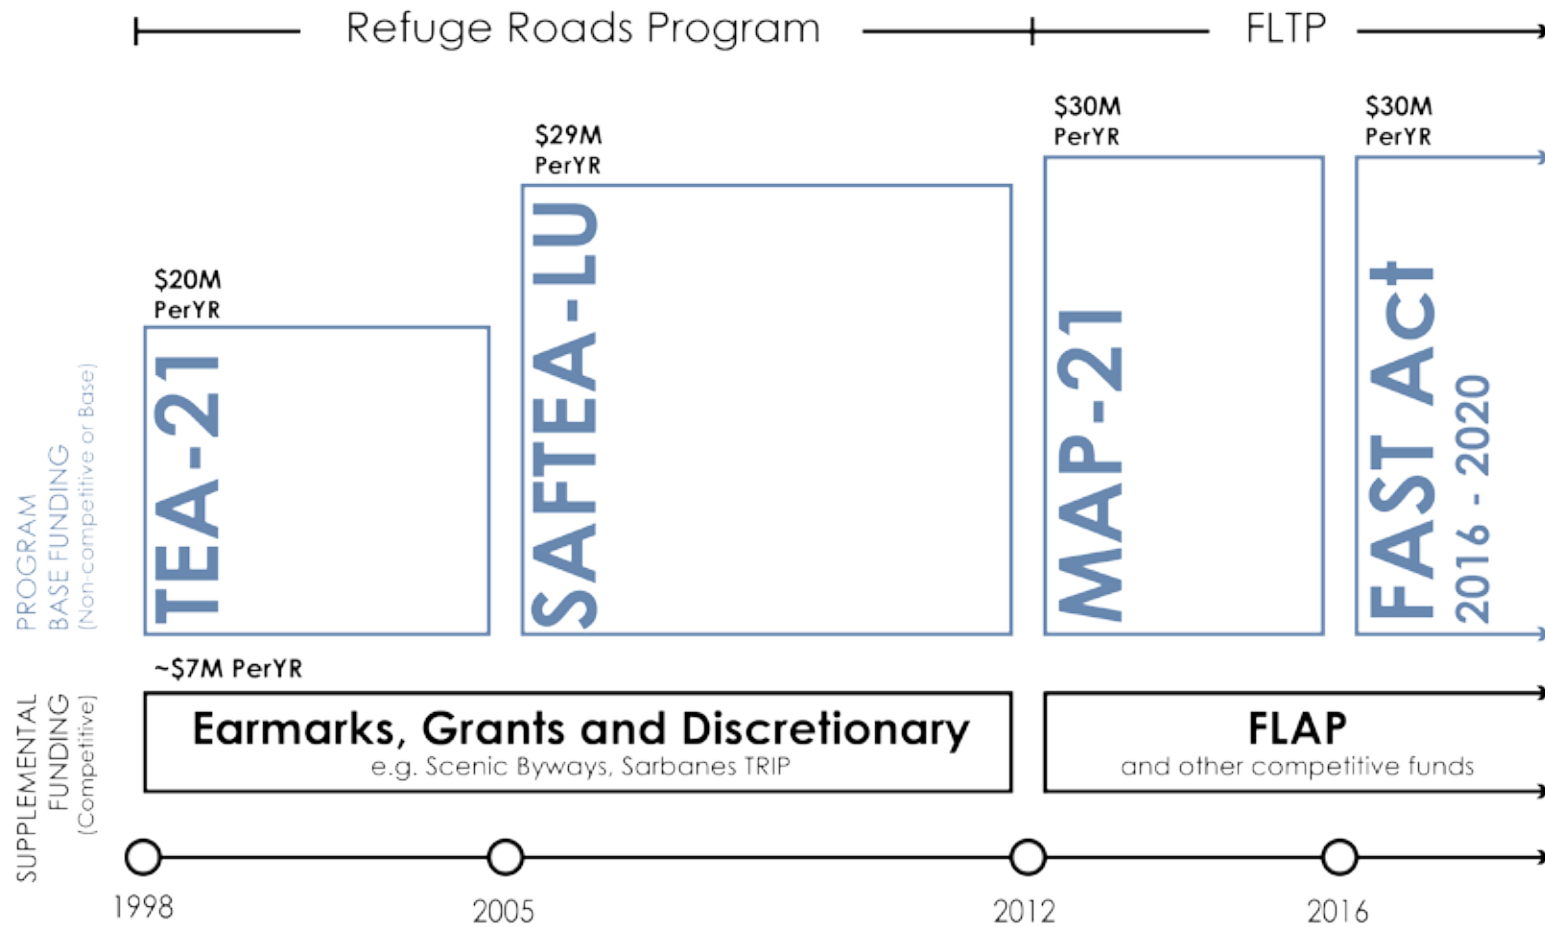 Refuge Roads Program
FLTP
$20M
PerYR
$29M
PerYR
$30M
PerYR
$30M
PerYR
PROGRAM
BASE FUNDING
(Non-competitive or Base)
TEA-21
SAFTEA-LU
MAP-21
FAST Act
2016 - 2020
~$7M PerYR
SUPPLEMENTAL
FUNDING
(Competitive)
Earmarks, Grants and Discretionary
e.g. Scenic Byways, Sarbanes TRIP
FLAP
and other competitive funds
1998
2005
2012
2016